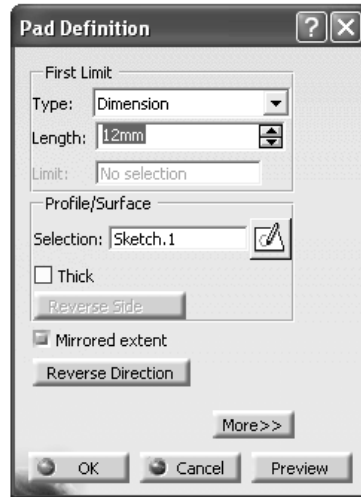 Pad Definition ? X
First Limit
Type: Dimension
Length: 12mm
Limit: No selection
Profile/Surface
Selection: Sketch.1
Thick
Reverse Side
Mirrored extent
Reverse Direction
More>>
OK Cancel Preview